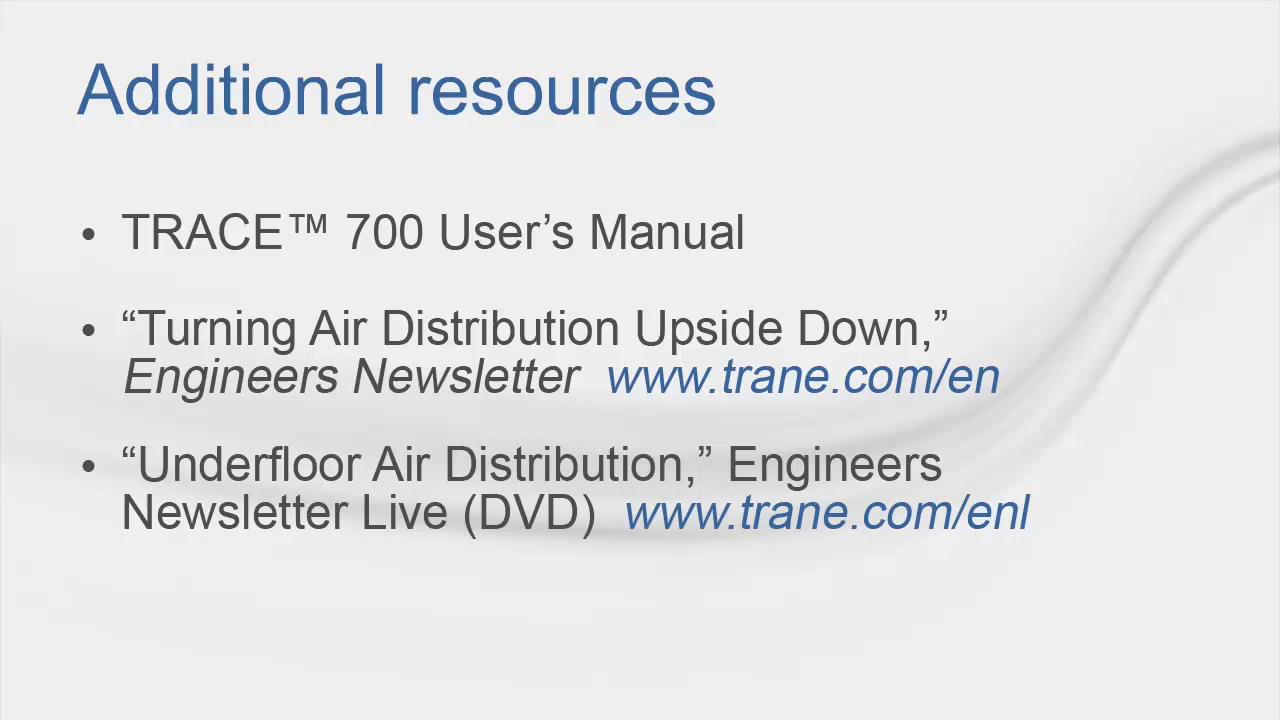 Additional resources
• TRACE™ 700 User’s Manual
• “Turning Air Distribution Upside Down,”
Engineers Newsletter www.trane.com/en
• “Underfloor Air Distribution,” Engineers
Newsletter Live (DVD) www.trane.com/enl